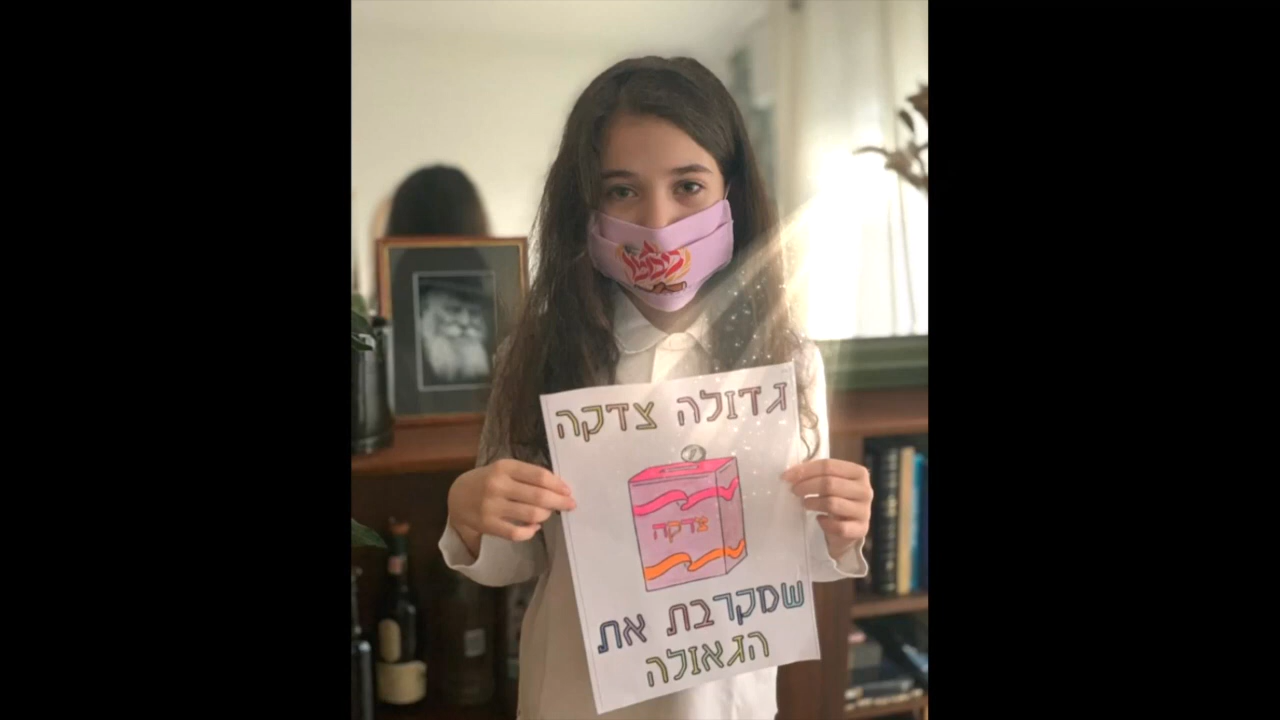 גדולה צדקה
צדקה
שמקרבת את
הגאולה